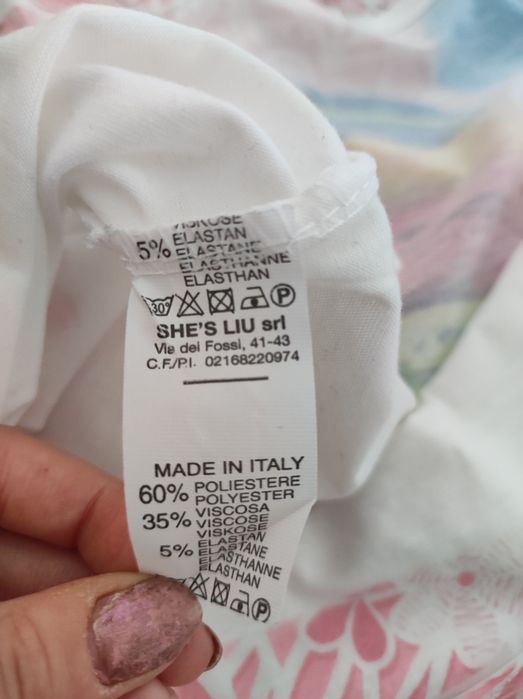 VISKOSE
5% ELASTAN
ELASTANE
ELASTHANNE
ELASTHAN
30°
P
SHE'S LIU srl
Via dei Fossi, 41-43
C.F./P.I. 02168220974
MADE IN ITALY
60% POLIESTERE
POLYESTER
35% VISCOSA
VISCOSE
VISKOSE
5% ELASTAN
ELASTANE
ELASTHANNE
ELASTHAN
P